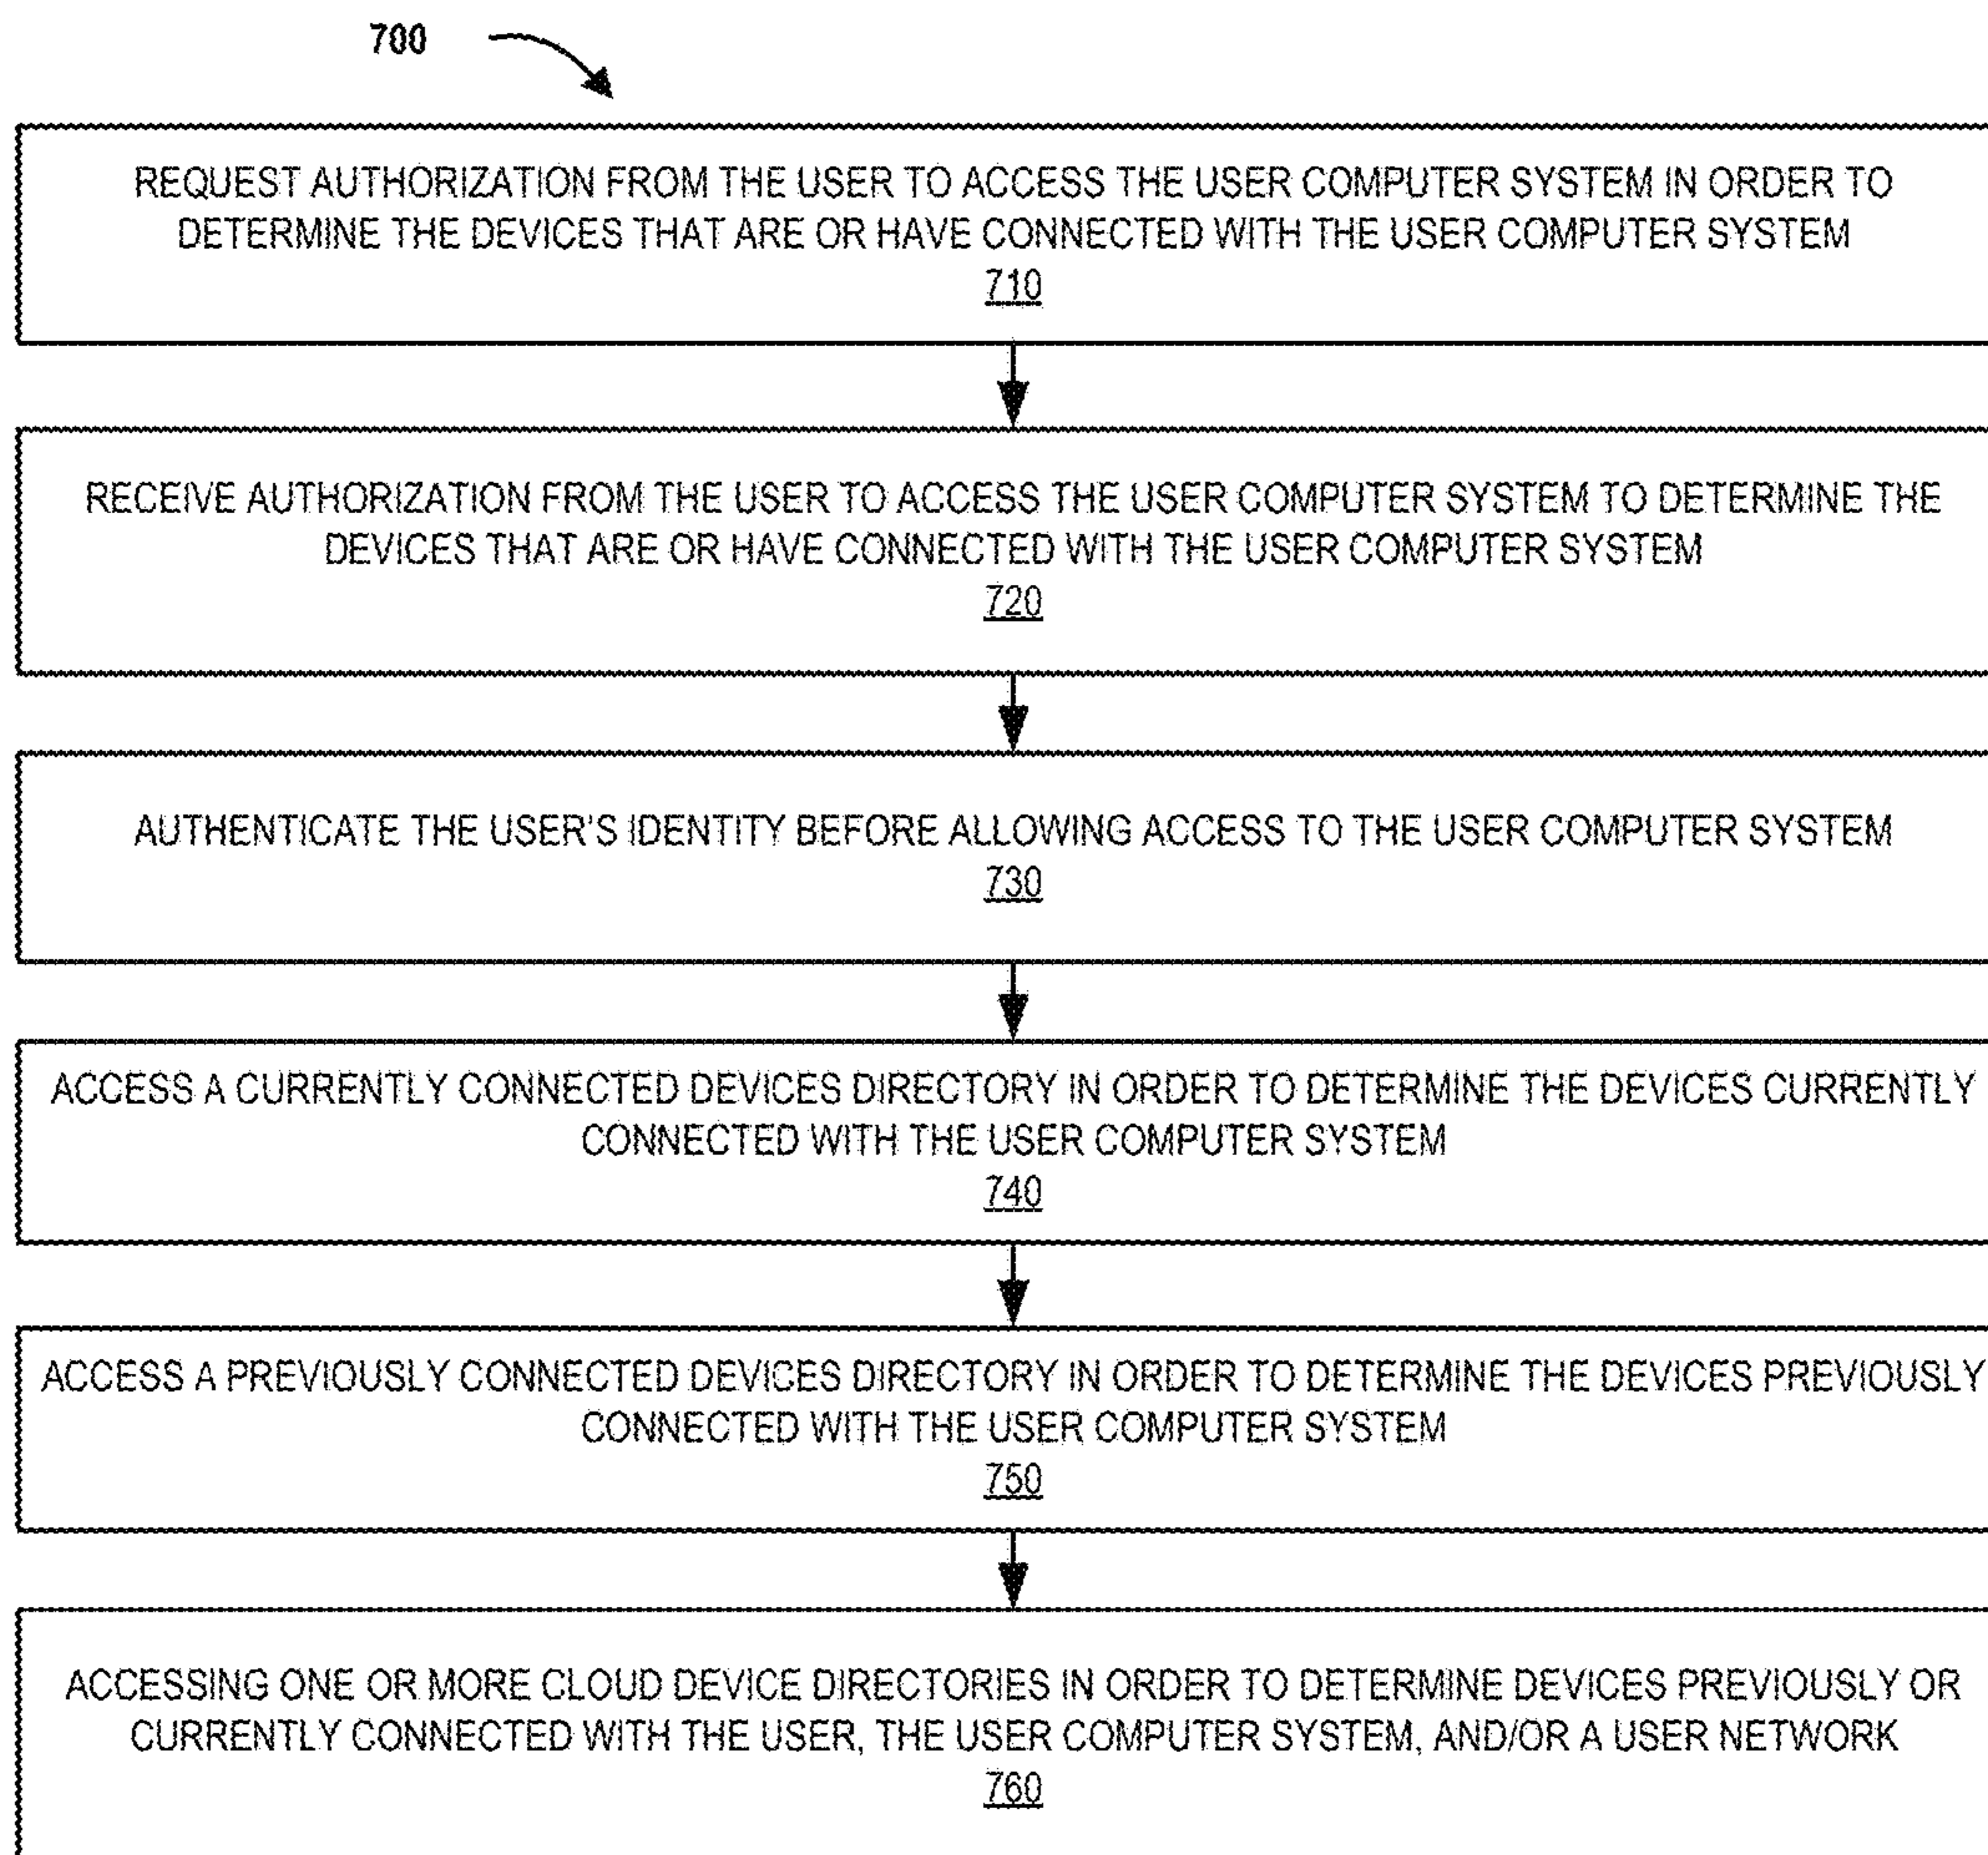 700
REQUEST AUTHORIZATION FROM THE USER TO ACCESS THE USER COMPUTER SYSTEM IN ORDER TO
DETERMINE THE DEVICES THAT ARE OR HAVE CONNECTED WITH THE USER COMPUTER SYSTEM
710
RECEIVE AUTHORIZATION FROM THE USER TO ACCESS THE USER COMPUTER SYSTEM TO DETERMINE THE
DEVICES THAT ARE OR HAVE CONNECTED WITH THE USER COMPUTER SYSTEM
720
AUTHENTICATE THE USER'S IDENTITY BEFORE ALLOWING ACCESS TO THE USER COMPUTER SYSTEM
730
ACCESS A CURRENTLY CONNECTED DEVICES DIRECTORY IN ORDER TO DETERMINE THE DEVICES CURRENTLY
CONNECTED WITH THE USER COMPUTER SYSTEM
740
ACCESS A PREVIOUSLY CONNECTED DEVICES DIRECTORY IN ORDER TO DETERMINE THE DEVICES PREVIOUSLY
CONNECTED WITH THE USER COMPUTER SYSTEM
750
ACCESSING ONE OR MORE CLOUD DEVICE DIRECTORIES IN ORDER TO DETERMINE DEVICES PREVIOUSLY OR
CURRENTLY CONNECTED WITH THE USER, THE USER COMPUTER SYSTEM, AND/OR A USER NETWORK
760